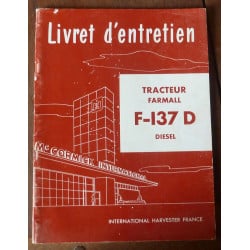 Livret d'entretien
TRACTEUR
FARMALL
F-137 D
DIESEL
McCORMICK INTERNATIONAL
INTERNATIONAL HARVESTER FRANCE